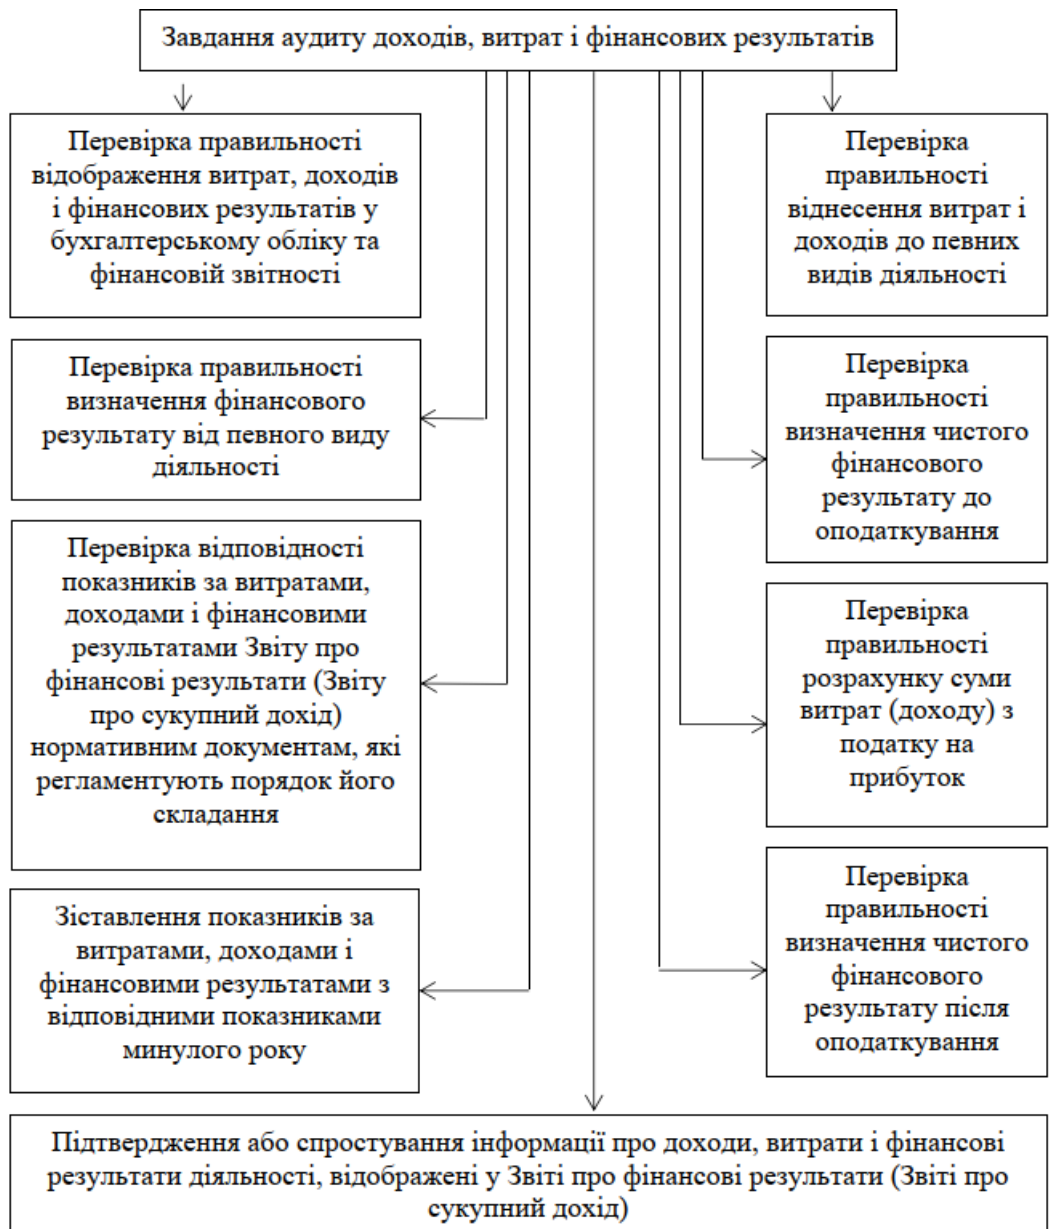 Завдання аудиту доходів, витрат і фінансових результатів
Перевірка правильності
відображення витрат, доходів
і фінансових результатів у
бухгалтерському обліку та
фінансовій звітності
Перевірка
правильності
віднесення витрат і
доходів до певних
видів діяльності
Перевірка правильності
визначення фінансового
результату від певного виду
діяльності
Перевірка
правильності
визначення чистого
фінансового
результату до
оподаткування
Перевірка відповідності
показників за витратами,
доходами і фінансовими
результатами Звіту про
фінансові результати (Звіту
про сукупний дохід)
нормативним документам, які
регламентують порядок його
складання
Перевірка
правильності
розрахунку суми
витрат (доходу) з
податку на
прибуток
Зіставлення показників за
витратами, доходами і
фінансовими результатами з
відповідними показниками
минулого року
Перевірка
правильності
визначення чистого
фінансового
результату після
оподаткування
Підтвердження або спростування інформації про доходи, витрати і фінансові
результати діяльності, відображені у Звіті про фінансові результати (Звіті про
сукупний дохід)